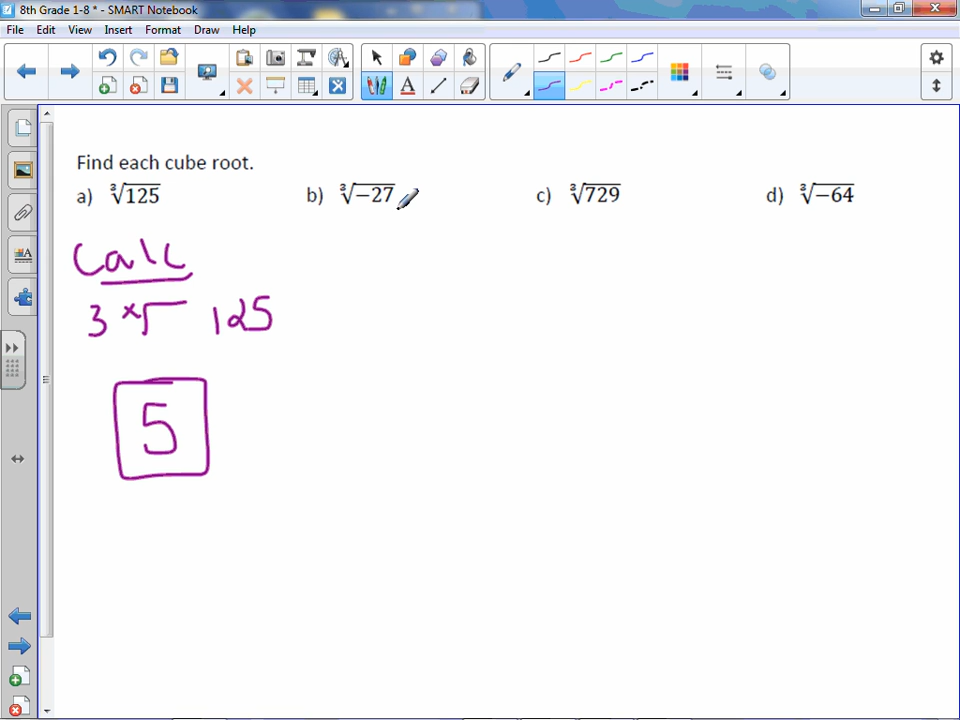 8th Grade 1-8 * - SMART Notebook
File Edit View Insert Format Draw Help
Find each cube root.
a) ∛125 b) ∛−27 c) ∛729 d) ∛−64
Calc
3 ˣ√ 125
5